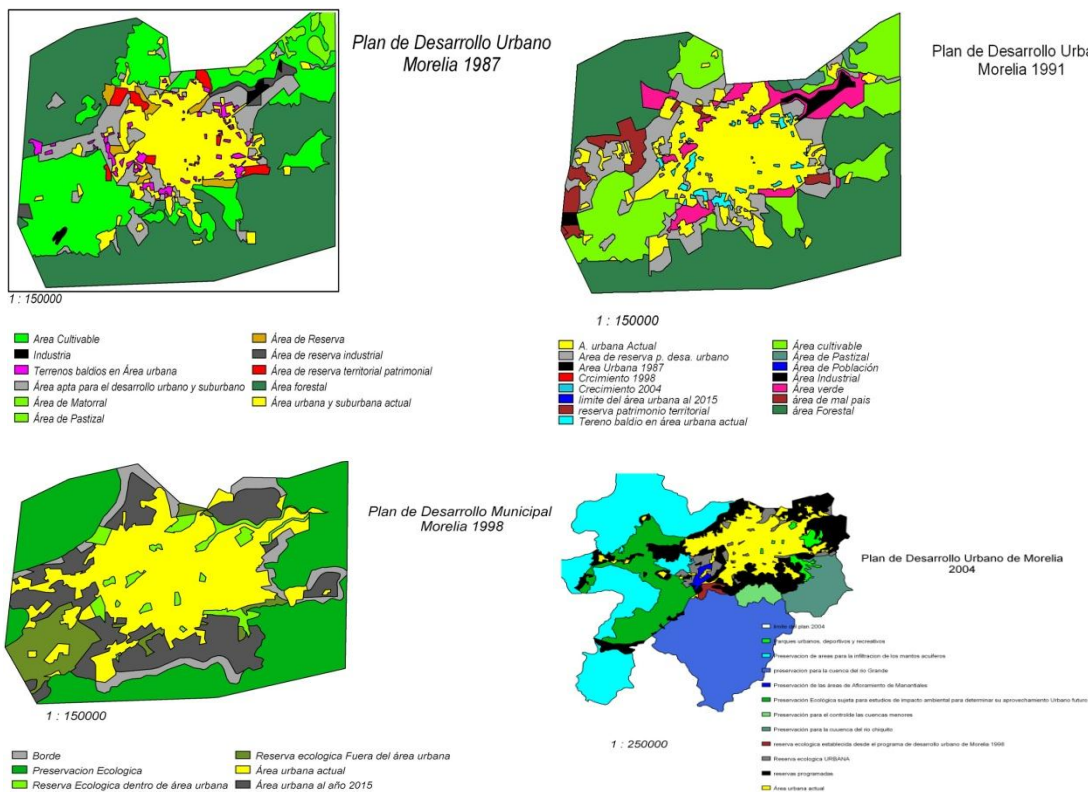 Plan de Desarrollo Urbano
Morelia 1987
1 : 150000
Area Cultivable
Industria
Terrenos baldios en Área urbana
Área apta para el desarrollo urbano y suburbano
Área de Matorral
Área de Pastizal
Área de Reserva
Área de reserva industrial
Área de reserva territorial patrimonial
Área forestal
Área urbana y suburbana actual
Plan de Desarrollo Urba
Morelia 1991
1 : 150000
A. urbana Actual
Area de reserva p. desa. urbano
Area Urbana 1987
Crcimiento 1998
Crecimiento 2004
limite del área urbana al 2015
reserva patrimonio territorial
Tereno baldio en área urbana actual
Área cultivable
Área de Pastizal
Área de Población
Área Industrial
Área verde
área de mal pais
área Forestal
Plan de Desarrollo Municipal
Morelia 1998
1 : 150000
Borde
Preservacion Ecologica
Reserva Ecologica dentro de área urbana
Reserva ecologica Fuera del área urbana
Área urbana actual
Área urbana al año 2015
Plan de Desarrollo Urbano de Morelia
2004
limite del plan 2004
Parques urbanos, deportivos y recreativos
Preservacion de areas para la infiltracion de los mantos acuiferos
preservación para la cuenca del rio Grande
Preservación de las áreas de Afloramiento de Manantiales
Preservación Ecológica sujeta para estudios de impacto ambiental para determinar su aprovechamiento Urbano futuro
Preservación para el controlde las cuencas menores
Preservación para la cuuenca del rio chiquito
reserva ecologica establecida desde el programa de desarrollo urbano de Morelia 1998
Reserva ecologica URBANA
reservas programadas
Área urbana actual
1 : 250000